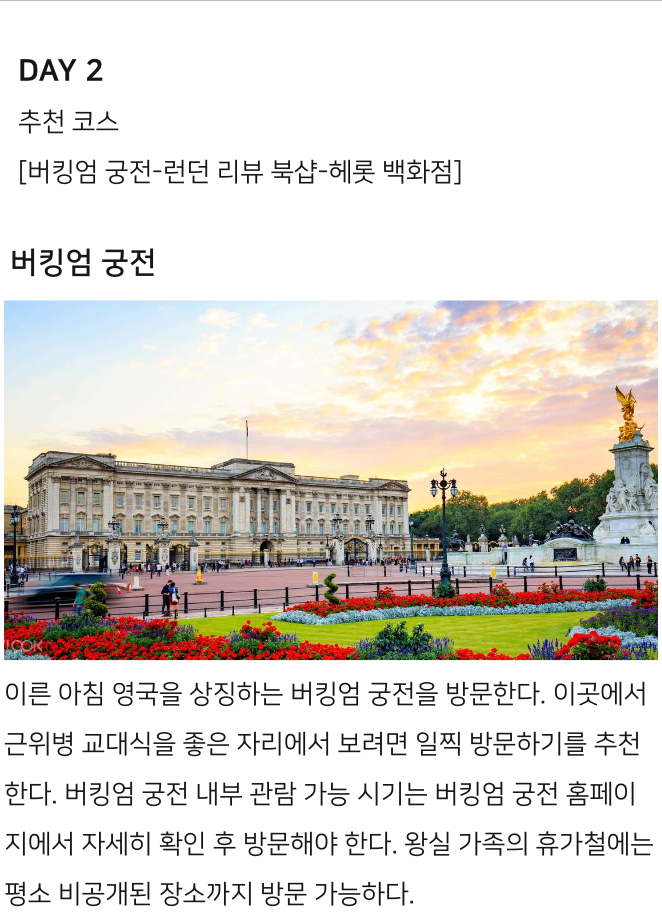 DAY 2
추천 코스
[버킹엄 궁전-런던 리뷰 북샵-헤롯 백화점]
버킹엄 궁전
이른 아침 영국을 상징하는 버킹엄 궁전을 방문한다. 이곳에서
근위병 교대식을 좋은 자리에서 보려면 일찍 방문하기를 추천
한다. 버킹엄 궁전 내부 관람 가능 시기는 버킹엄 궁전 홈페이
지에서 자세히 확인 후 방문해야 한다. 왕실 가족의 휴가철에는
평소 비공개된 장소까지 방문 가능하다.